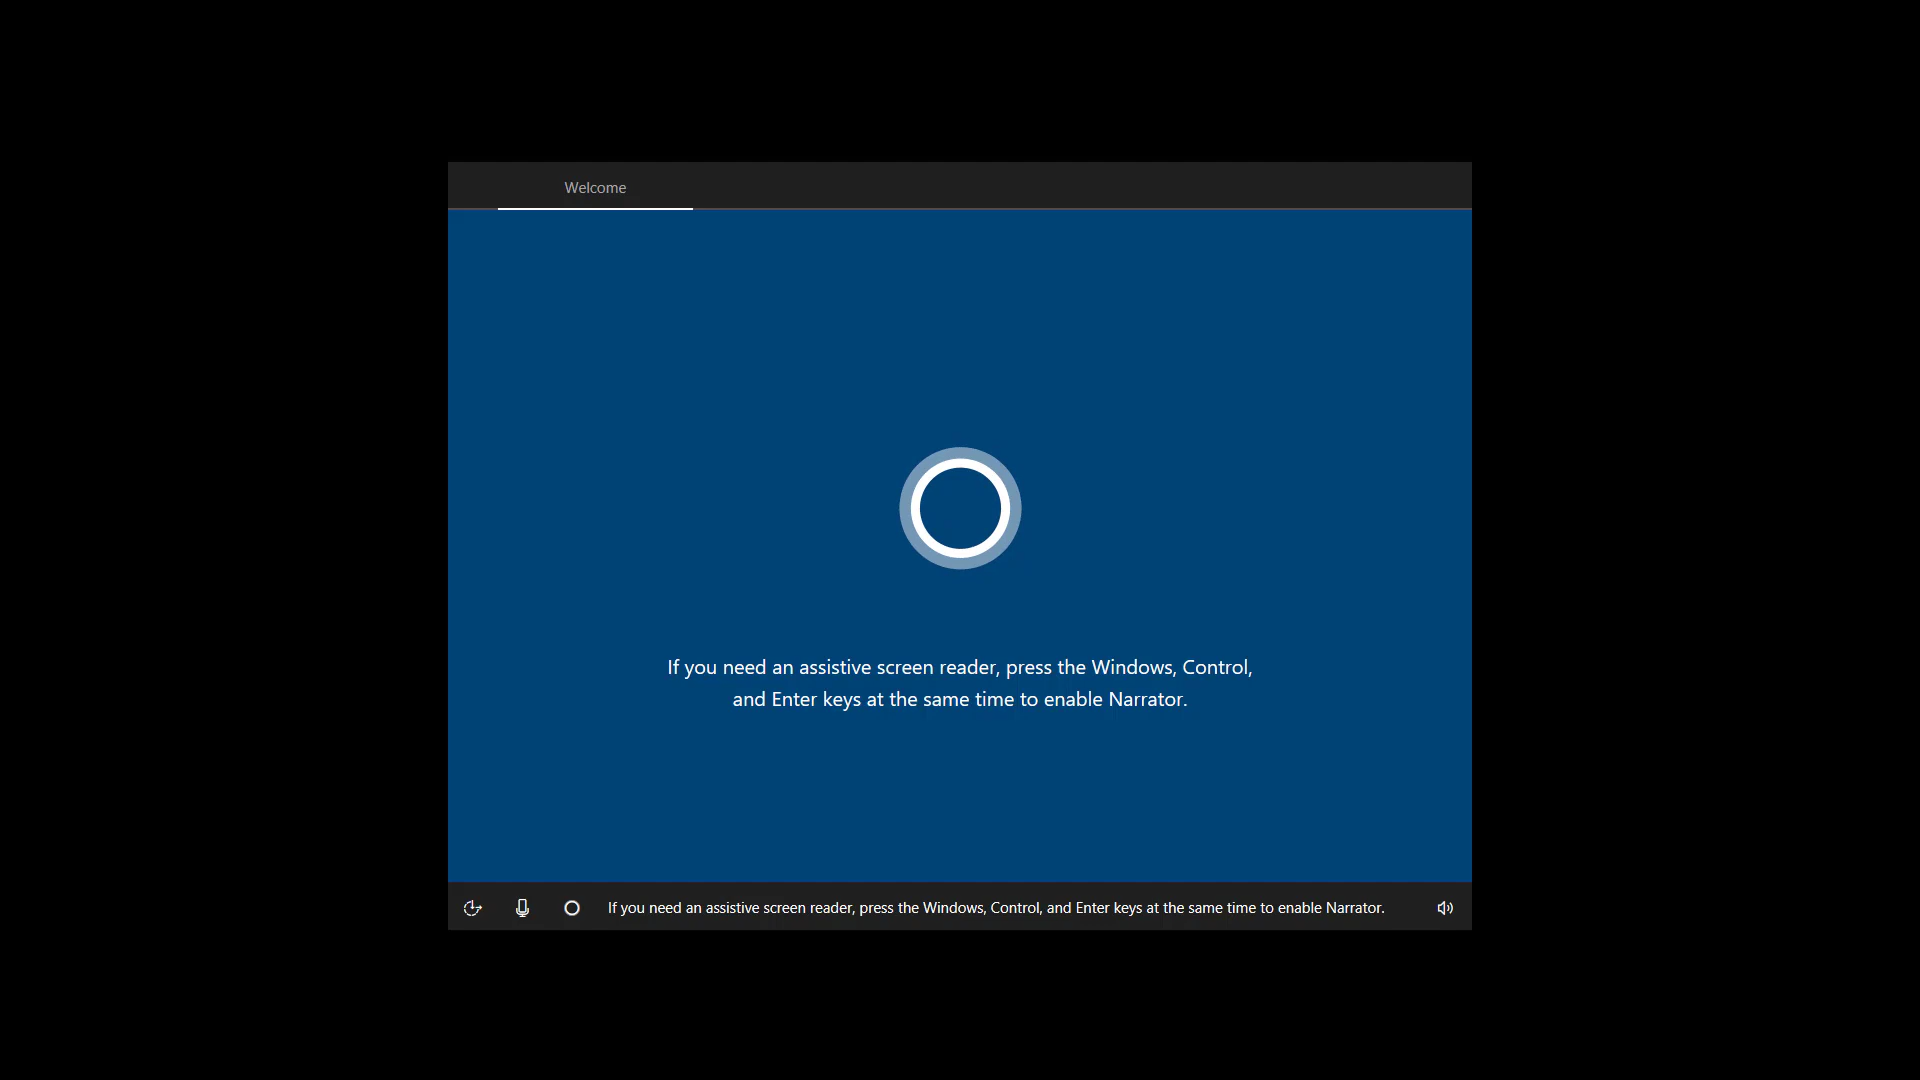 Welcome
If you need an assistive screen reader, press the Windows, Control,
and Enter keys at the same time to enable Narrator.
If you need an assistive screen reader, press the Windows, Control, and Enter keys at the same time to enable Narrator.